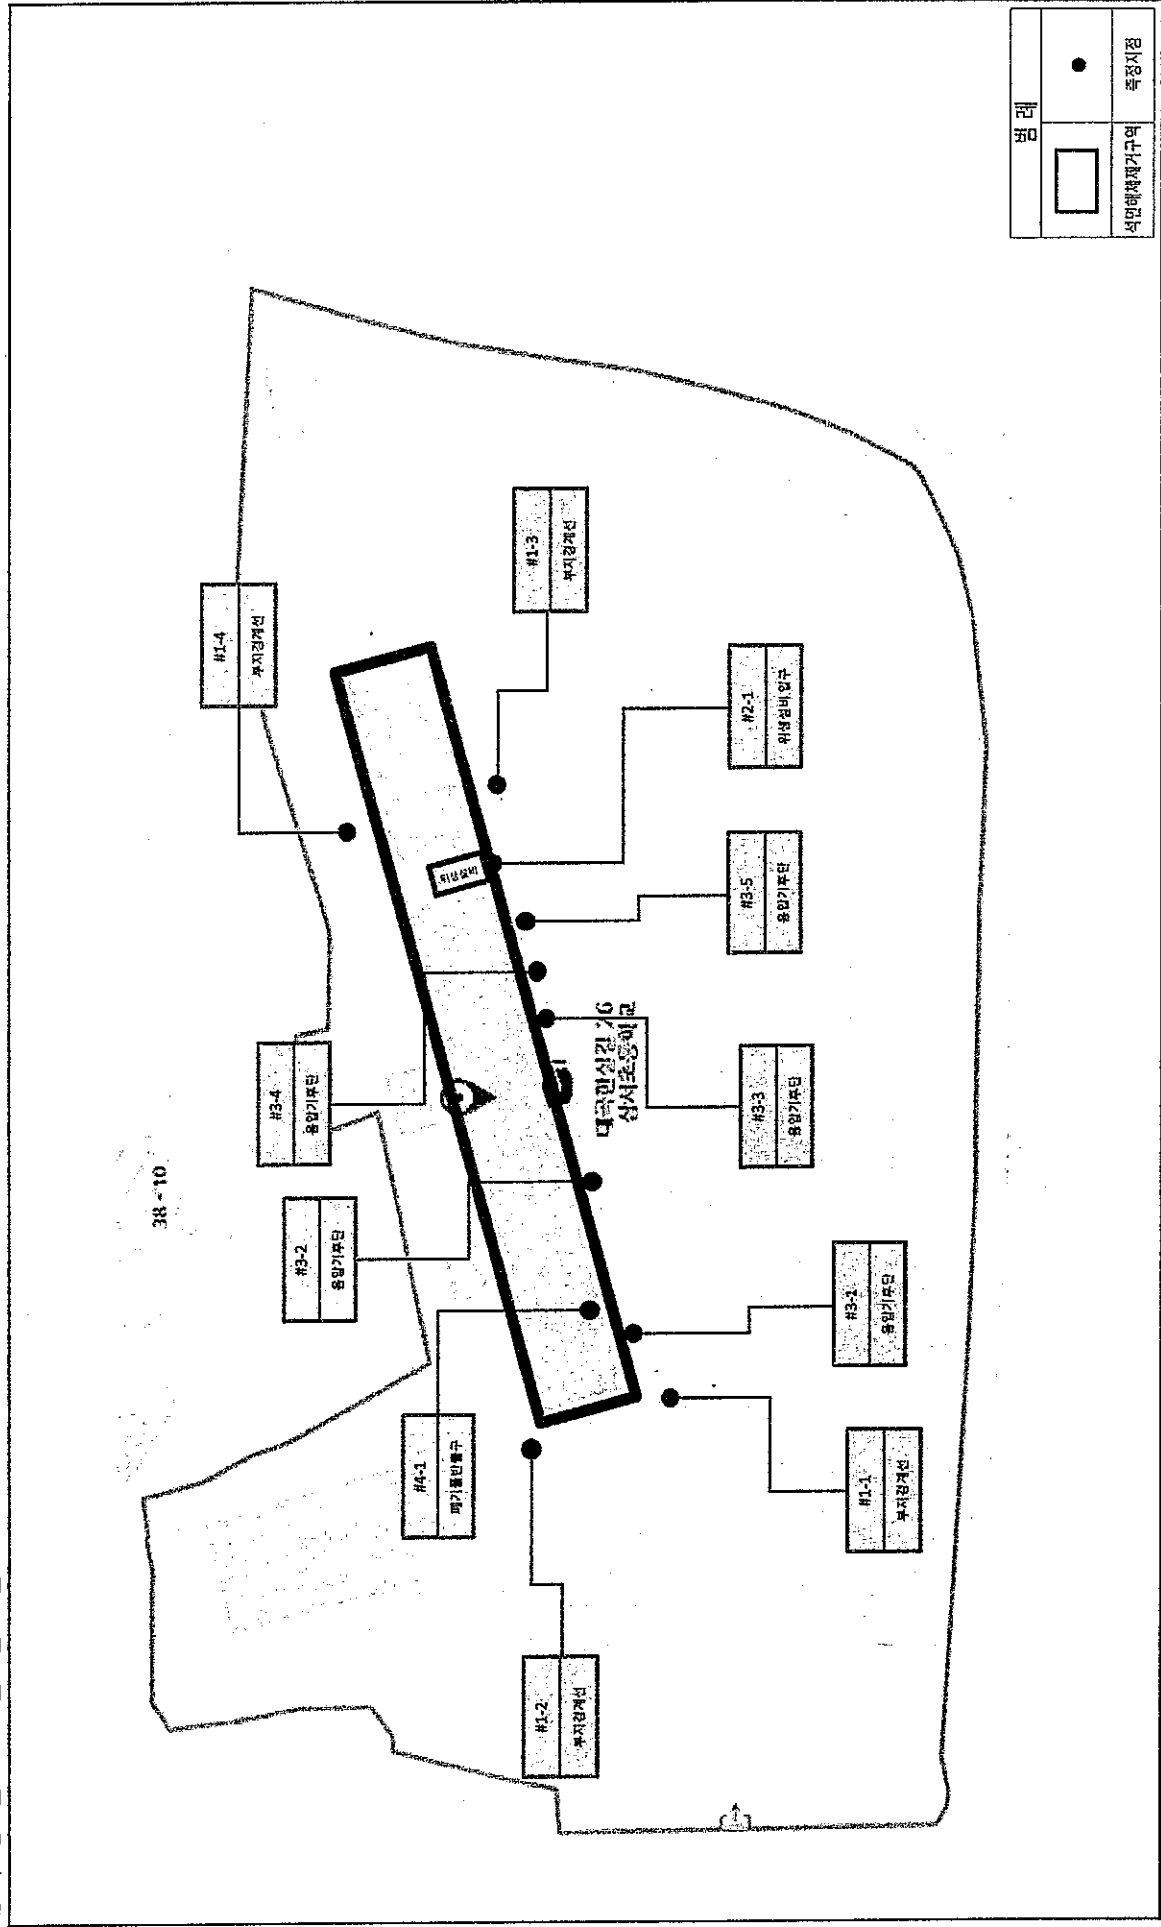 범 례
석면해체제거구역
측정지점
#1-4
부지경계선
#1-3
부지경계선
#2-1
위생설비 입구
위생설비
#3-5
음압기후단
#3-4
음압기후단
#3-3
음압기후단
38-10
#3-2
음압기후단
#3-1
음압기후단
#4-1
폐기물반출구
#1-1
부지경계선
#1-2
부지경계선